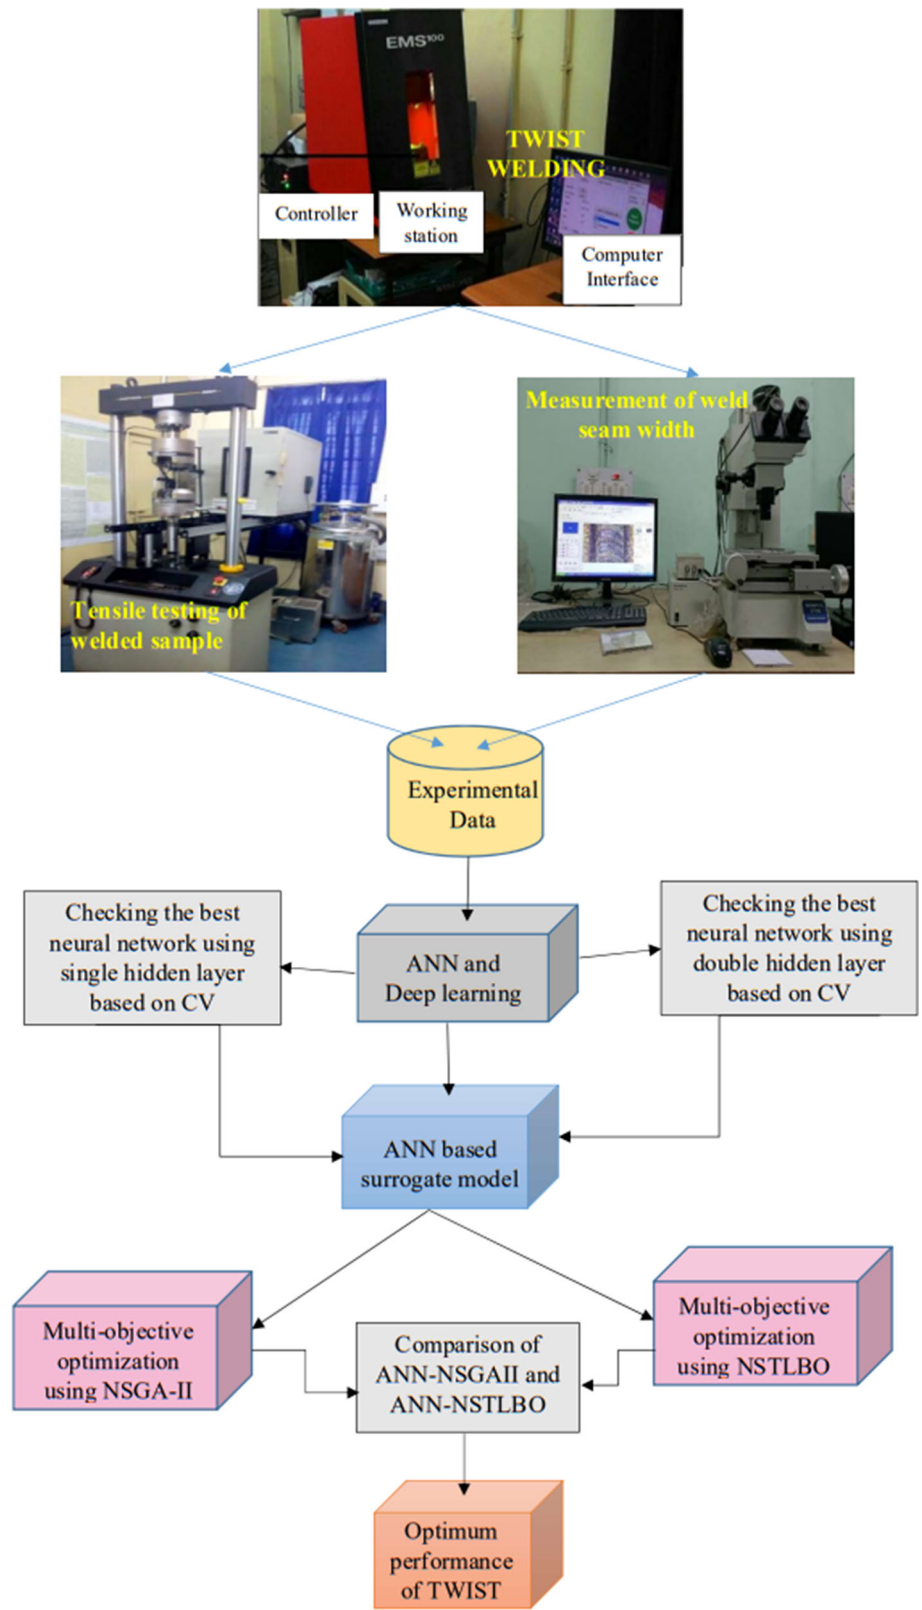 EMS¹⁰⁰
TWIST
WELDING
Controller
Working
station
Computer
Interface
Tensile testing of
welded sample
Measurement of weld
seam width
Experimental
Data
Checking the best
neural network using
single hidden layer
based on CV
ANN and
Deep learning
Checking the best
neural network using
double hidden layer
based on CV
ANN based
surrogate model
Multi-objective
optimization
using NSGA-II
Comparison of
ANN-NSGAII and
ANN-NSTLBO
Multi-objective
optimization
using NSTLBO
Optimum
performance
of TWIST